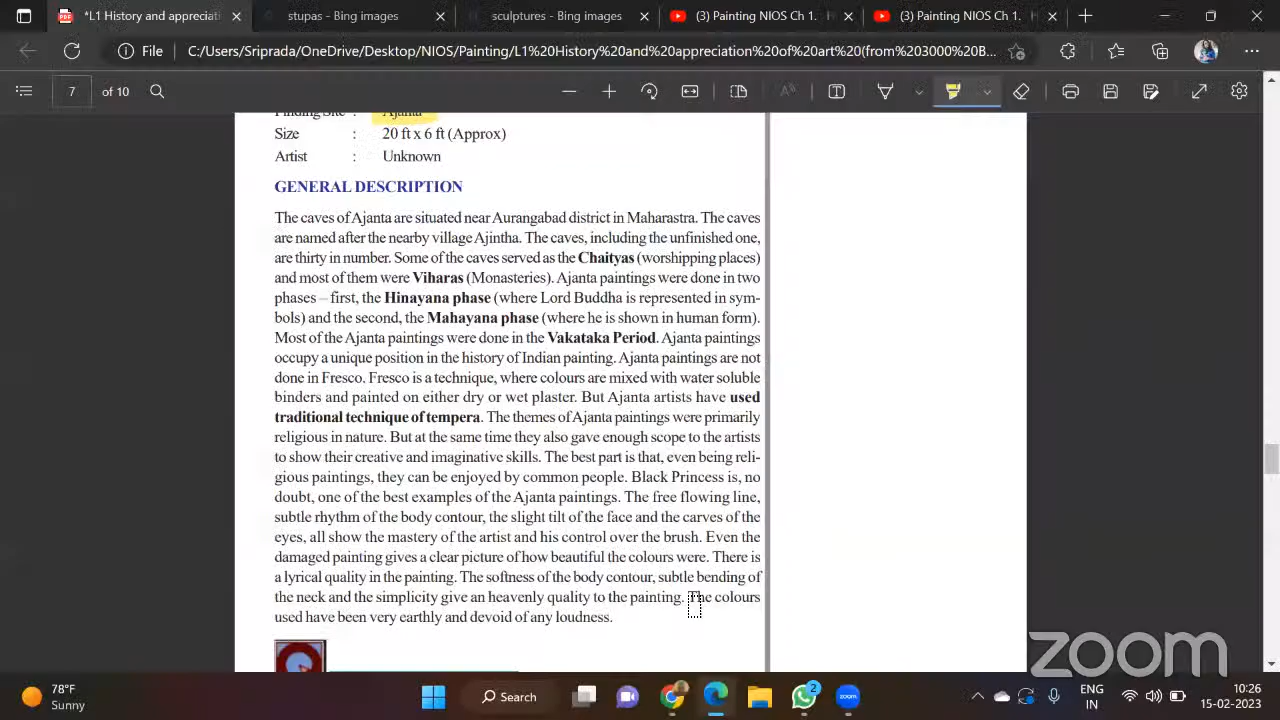 *L1 History and appreciati
stupas - Bing images
sculptures - Bing images
(3) Painting NIOS Ch 1.
(3) Painting NIOS Ch 1.
File
C:/Users/Sriprada/OneDrive/Desktop/NIOS/Painting/L1%20History%20and%20appreciation%20of%20art%20(from%203000%20B...
7 of 10
Finding Site : Ajanta
Size : 20 ft x 6 ft (Approx)
Artist : Unknown
GENERAL DESCRIPTION
The caves of Ajanta are situated near Aurangabad district in Maharastra. The caves
are named after the nearby village Ajintha. The caves, including the unfinished one,
are thirty in number. Some of the caves served as the Chaityas (worshipping places)
and most of them were Viharas (Monasteries). Ajanta paintings were done in two
phases – first, the Hinayana phase (where Lord Buddha is represented in sym-
bols) and the second, the Mahayana phase (where he is shown in human form).
Most of the Ajanta paintings were done in the Vakataka Period. Ajanta paintings
occupy a unique position in the history of Indian painting. Ajanta paintings are not
done in Fresco. Fresco is a technique, where colours are mixed with water soluble
binders and painted on either dry or wet plaster. But Ajanta artists have used
traditional technique of tempera. The themes of Ajanta paintings were primarily
religious in nature. But at the same time they also gave enough scope to the artists
to show their creative and imaginative skills. The best part is that, even being reli-
gious paintings, they can be enjoyed by common people. Black Princess is, no
doubt, one of the best examples of the Ajanta paintings. The free flowing line,
subtle rhythm of the body contour, the slight tilt of the face and the carves of the
eyes, all show the mastery of the artist and his control over the brush. Even the
damaged painting gives a clear picture of how beautiful the colours were. There is
a lyrical quality in the painting. The softness of the body contour, subtle bending of
the neck and the simplicity give an heavenly quality to the painting. The colours
used have been very earthly and devoid of any loudness.
zoom
78°F
Sunny
Search
2
zoom
ENG
IN
10:26
15-02-2023